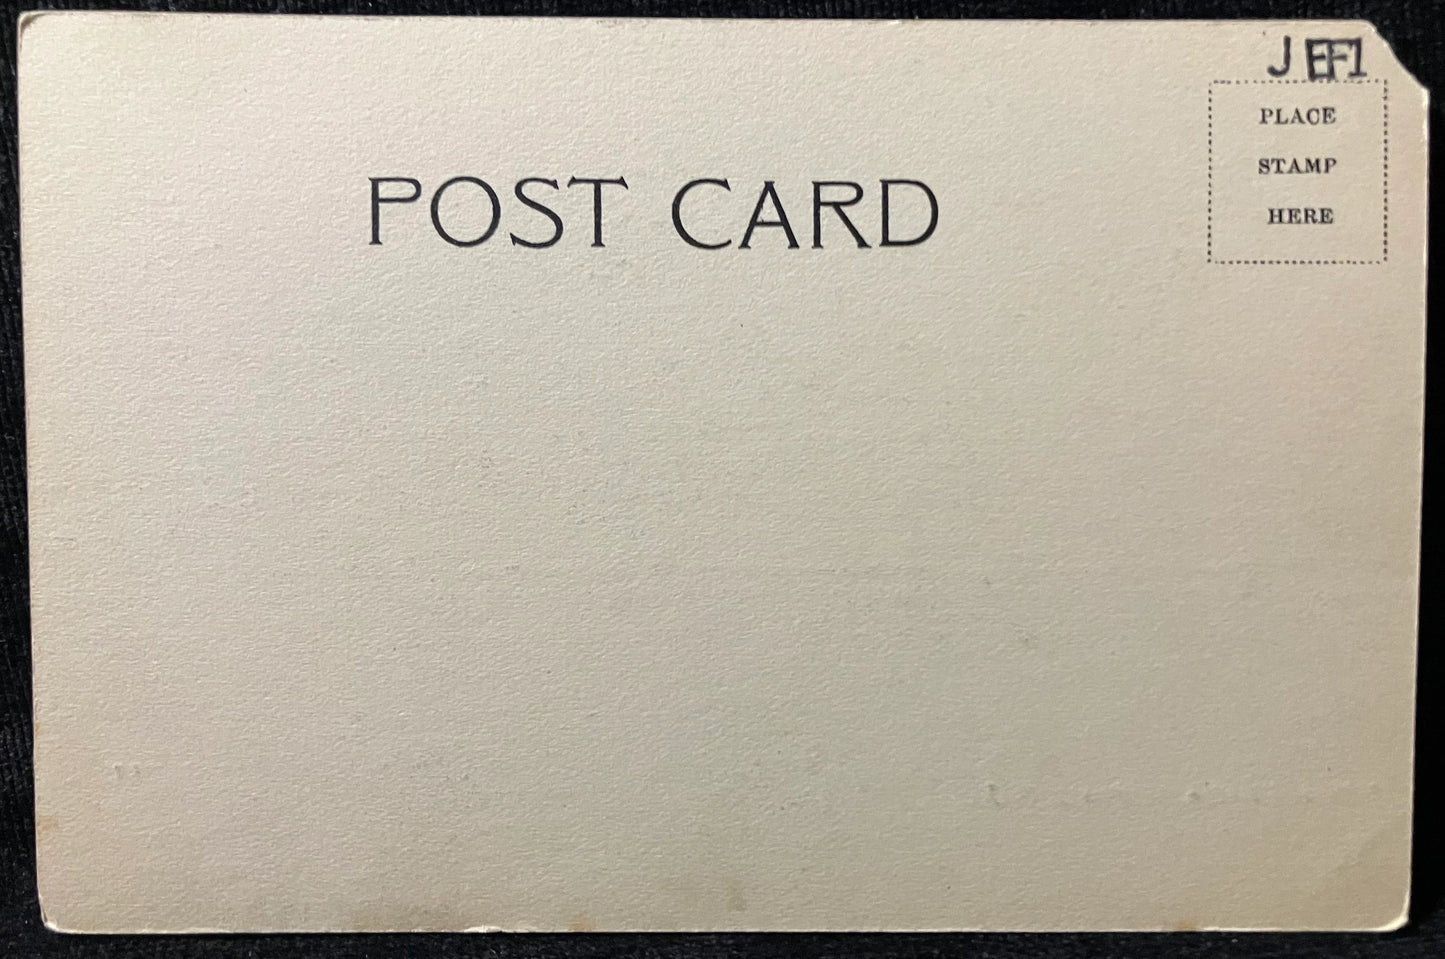 J EF1
POST CARD
PLACE
STAMP
HERE